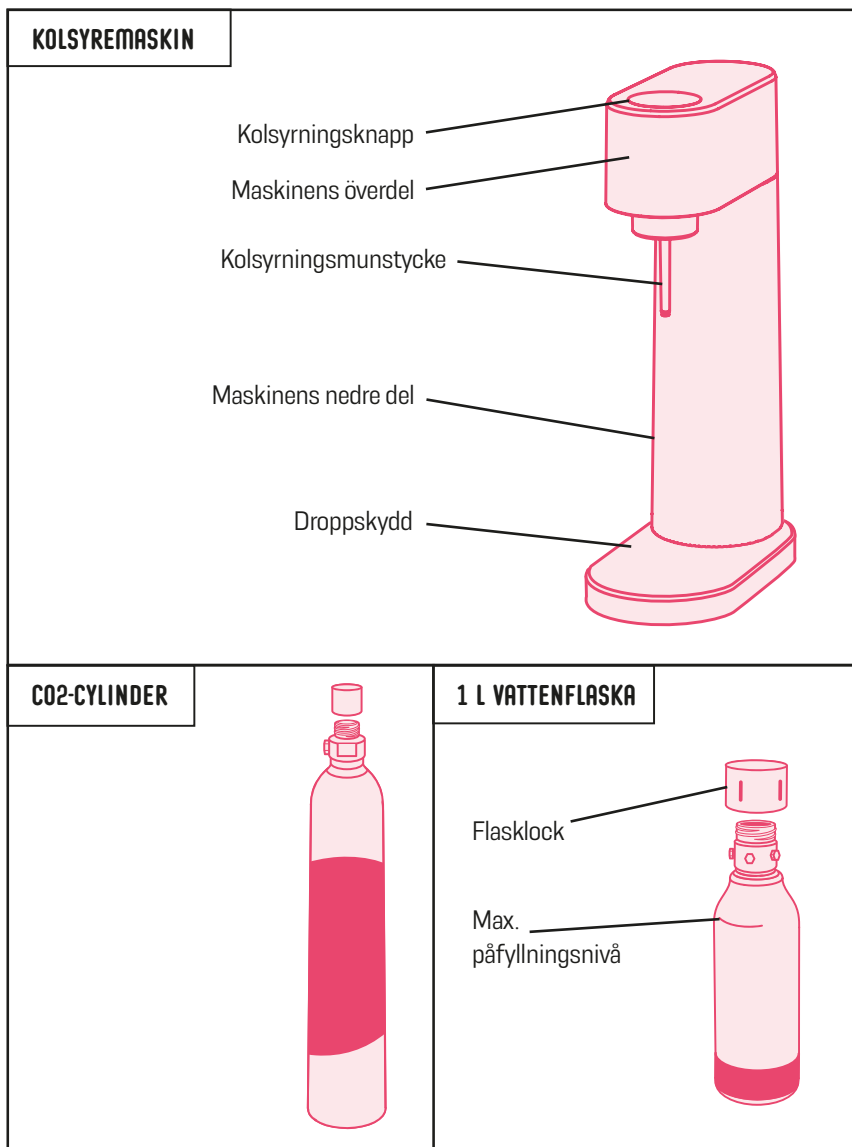 KOLSYREMASKIN
Kolsyrningsknapp
Maskinens överdel
Kolsyrningsmunstycke
Maskinens nedre del
Droppskydd
CO2-CYLINDER
1 L VATTENFLASKA
Flasklock
Max.
påfyllningsnivå